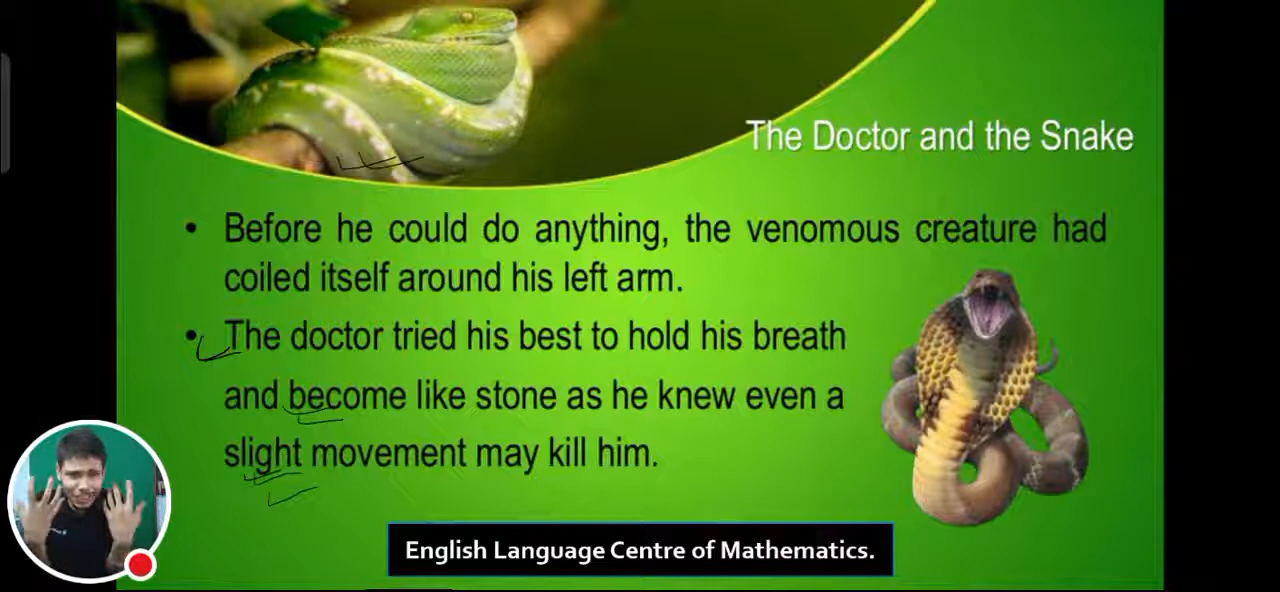 The Doctor and the Snake
• Before he could do anything, the venomous creature had
coiled itself around his left arm.
• The doctor tried his best to hold his breath
and become like stone as he knew even a
slight movement may kill him.
English Language Centre of Mathematics.